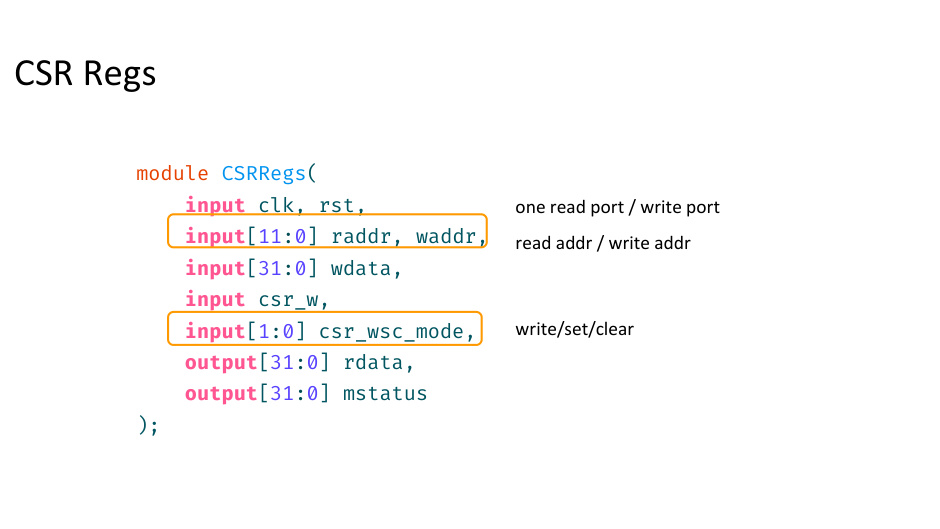 CSR Regs
module CSRRegs(
input clk, rst,
one read port / write port
input[11:0] raddr, waddr,
read addr / write addr
input[31:0] wdata,
input csr_w,
input[1:0] csr_wsc_mode,
write/set/clear
output[31:0] rdata,
output[31:0] mstatus
);